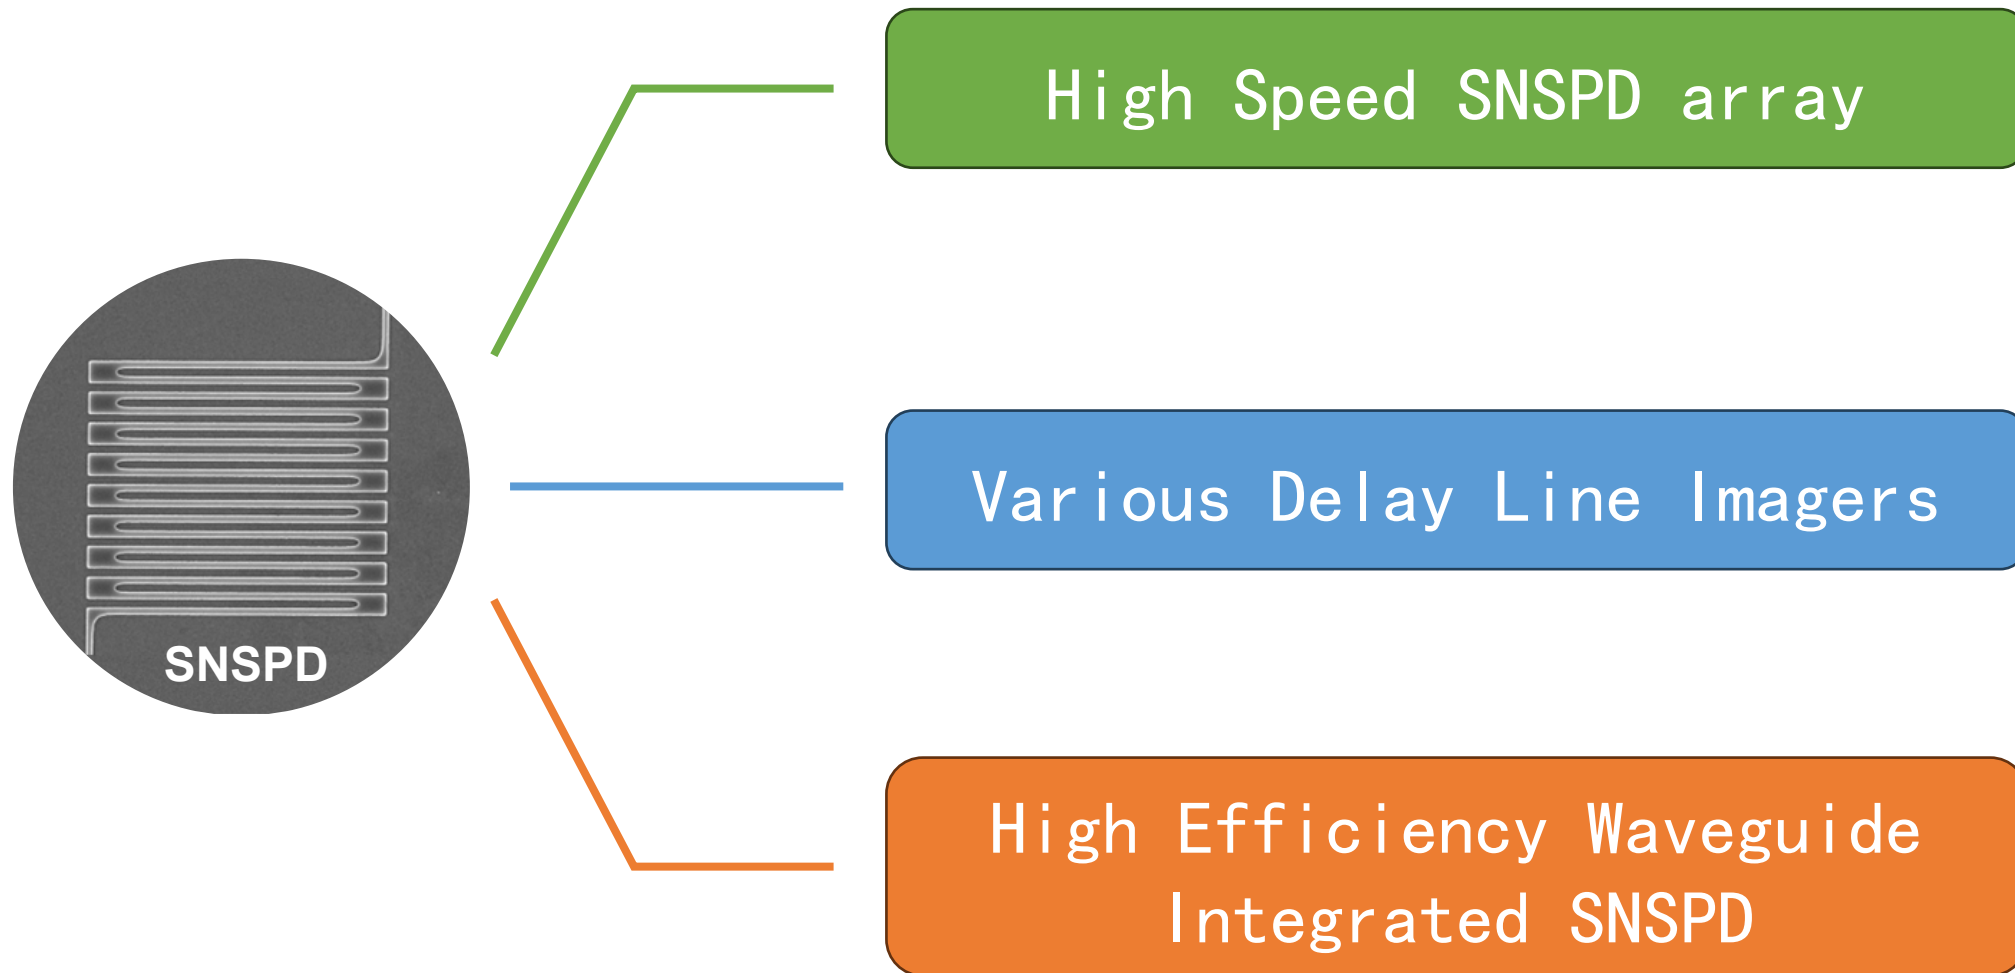 High Speed SNSPD array
Various Delay Line Imagers
SNSPD
High Efficiency Waveguide
Integrated SNSPD